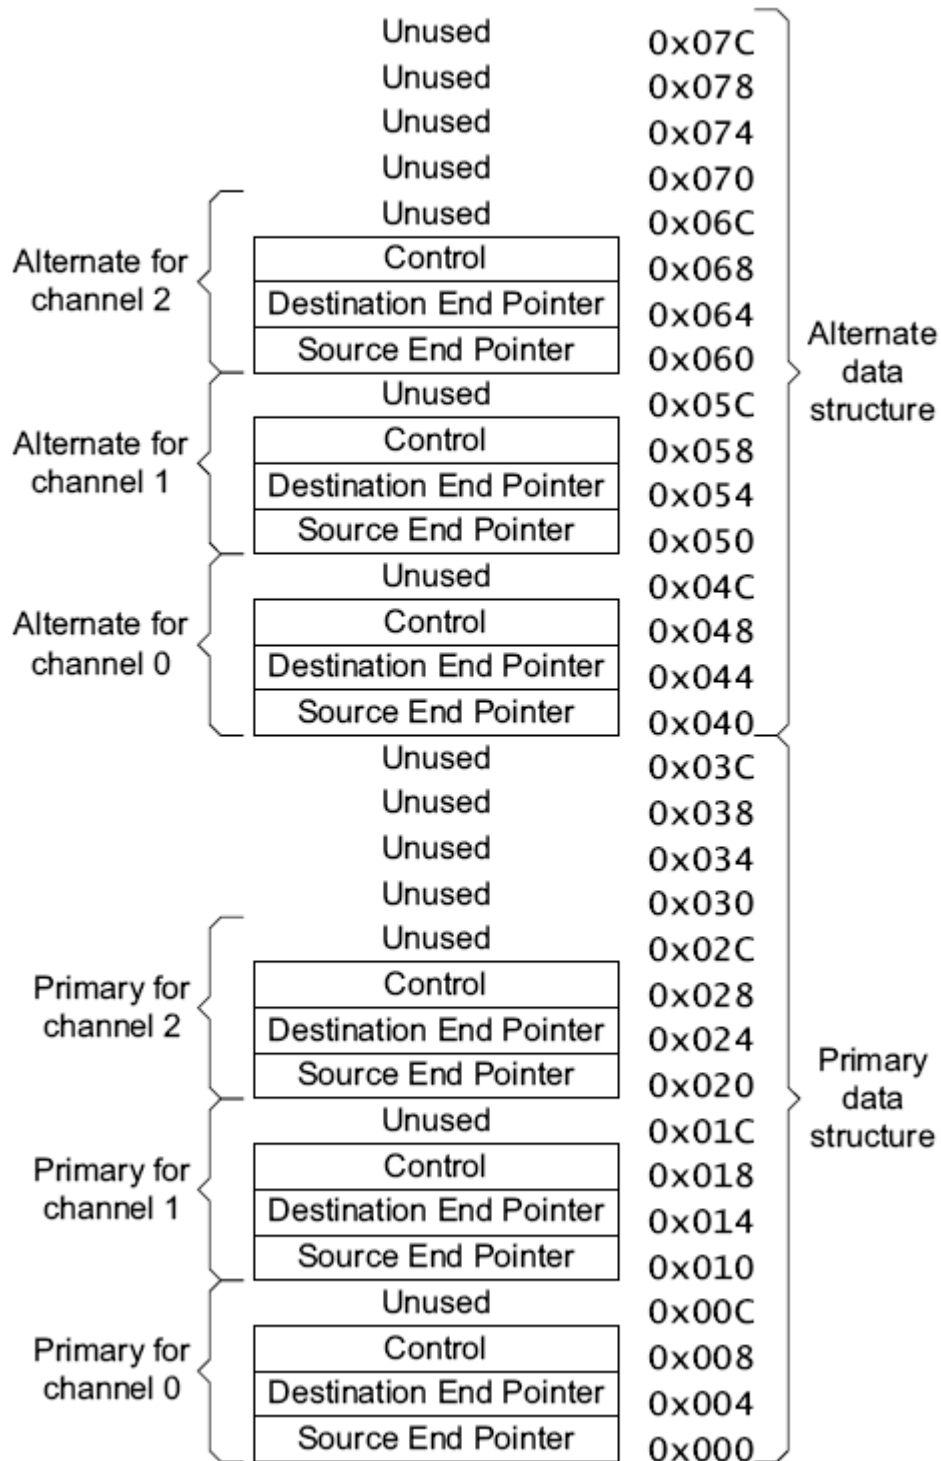 Unused 0x07C
Unused 0x078
Unused 0x074
Unused 0x070
Unused 0x06C
Alternate for
channel 2
Control 0x068
Destination End Pointer 0x064
Source End Pointer 0x060
Alternate
data
structure
Unused 0x05C
Alternate for
channel 1
Control 0x058
Destination End Pointer 0x054
Source End Pointer 0x050
Unused 0x04C
Alternate for
channel 0
Control 0x048
Destination End Pointer 0x044
Source End Pointer 0x040
Unused 0x03C
Unused 0x038
Unused 0x034
Unused 0x030
Unused 0x02C
Primary for
channel 2
Control 0x028
Destination End Pointer 0x024
Source End Pointer 0x020
Primary
data
structure
Unused 0x01C
Primary for
channel 1
Control 0x018
Destination End Pointer 0x014
Source End Pointer 0x010
Unused 0x00C
Primary for
channel 0
Control 0x008
Destination End Pointer 0x004
Source End Pointer 0x000